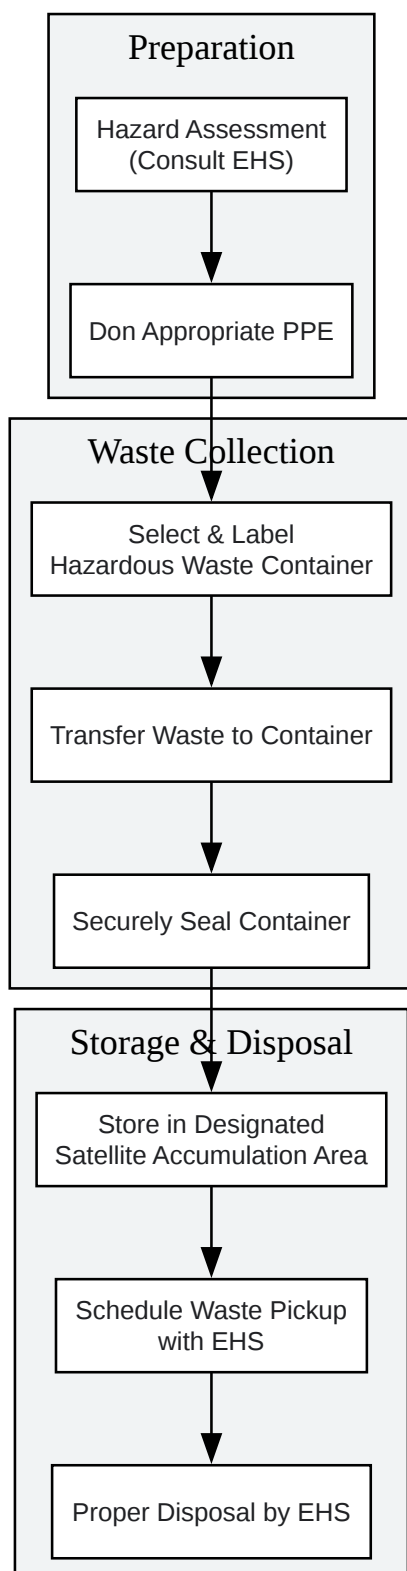 Preparation
Hazard Assessment
(Consult EHS)
Don Appropriate PPE
Waste Collection
Select & Label
Hazardous Waste Container
Transfer Waste to Container
Securely Seal Container
Storage & Disposal
Store in Designated
Satellite Accumulation Area
Schedule Waste Pickup
with EHS
Proper Disposal by EHS